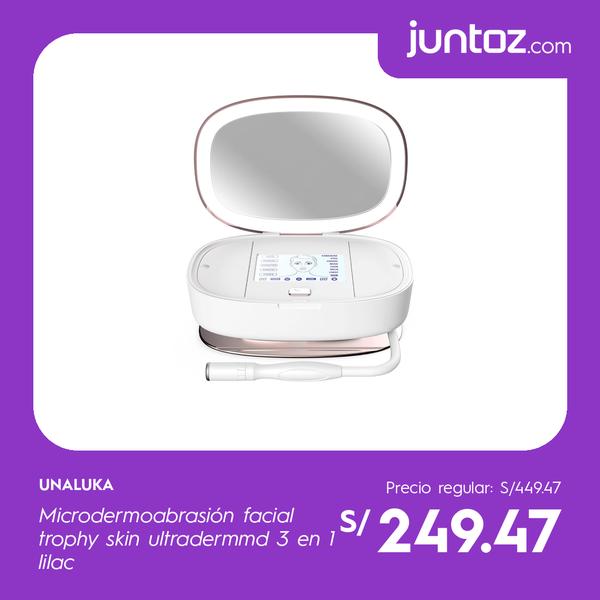 juntoz.com
UNALUKA
Microdermoabrasión facial
trophy skin ultradermmd 3 en 1
lilac
Precio regular: S/449.47
S/ 249.47